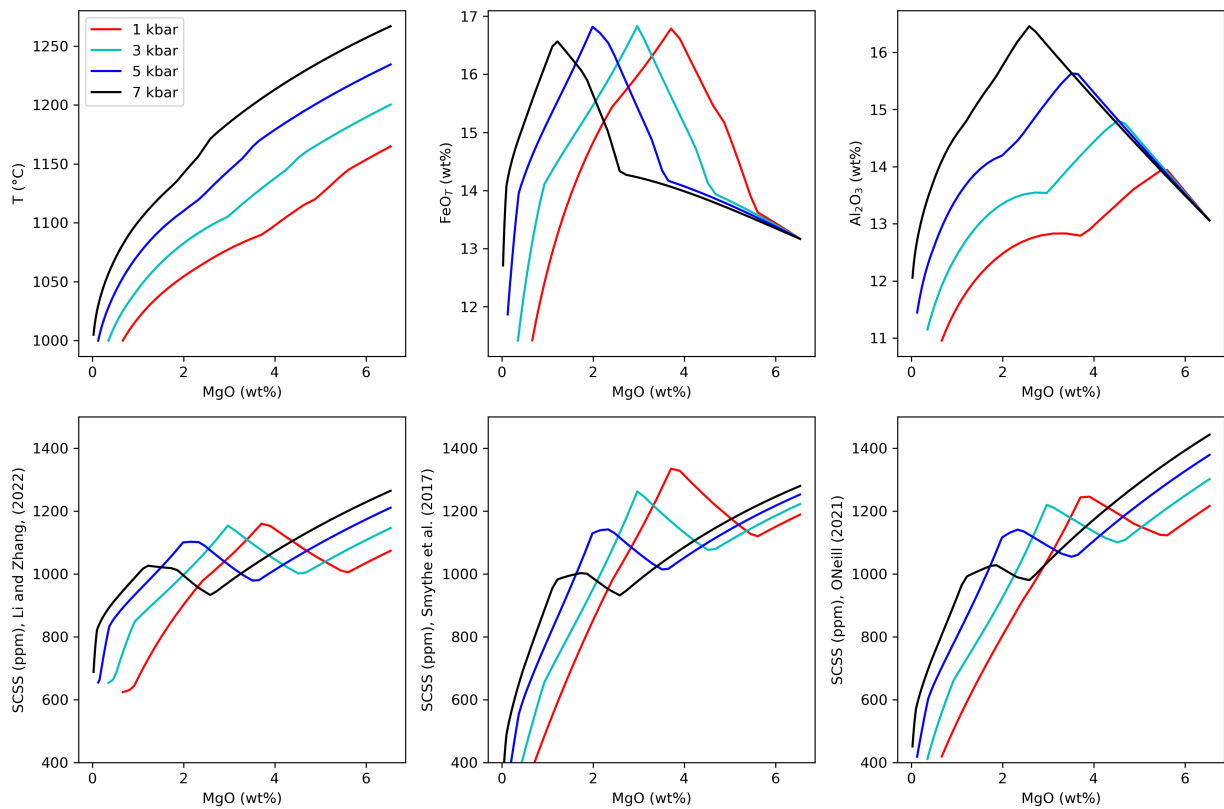 1 kbar
3 kbar
5 kbar
7 kbar
T (°C)
1250
1200
1150
1100
1050
1000
0 2 4 6
MgO (wt%)
FeO_T (wt%)
17
16
15
14
13
12
0 2 4 6
MgO (wt%)
Al₂O₃ (wt%)
16
15
14
13
12
11
0 2 4 6
MgO (wt%)
SCSS (ppm), Li and Zhang, (2022)
1400
1200
1000
800
600
400
0 2 4 6
MgO (wt%)
SCSS (ppm), Smythe et al. (2017)
1400
1200
1000
800
600
400
0 2 4 6
MgO (wt%)
SCSS (ppm), ONeill (2021)
1400
1200
1000
800
600
400
0 2 4 6
MgO (wt%)